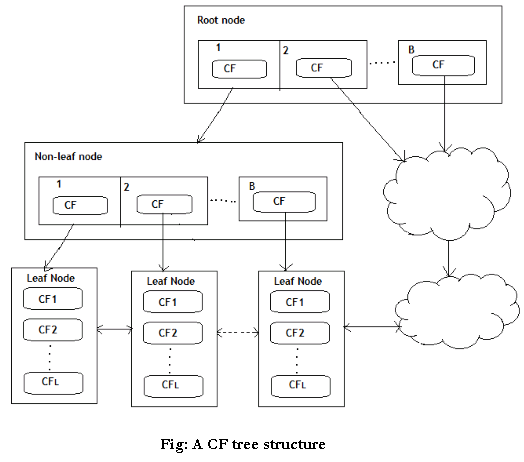 Root node
1 2 B
CF CF ..... CF
Non-leaf node
1 2 B
CF CF ..... CF
Leaf Node Leaf Node Leaf Node
CF1 CF1 CF1
CF2 CF2 CF2
CFL CFL CFL
Fig: A CF tree structure